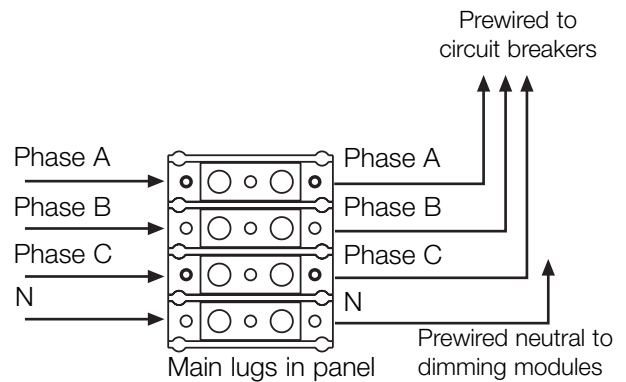 Prewired to
circuit breakers
Phase A
Phase A
Phase B
Phase B
Phase C
Phase C
N
N
Prewired neutral to
dimming modules
Main lugs in panel